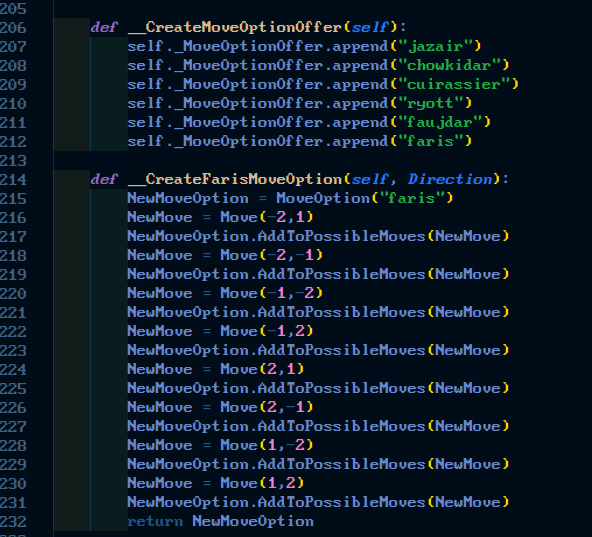 205
206 def __CreateMoveOptionOffer(self):
207 self._MoveOptionOffer.append("jazair")
208 self._MoveOptionOffer.append("chowkidar")
209 self._MoveOptionOffer.append("cuirassier")
210 self._MoveOptionOffer.append("ryott")
211 self._MoveOptionOffer.append("faujdar")
212 self._MoveOptionOffer.append("faris")
213
214 def __CreateFarisMoveOption(self, Direction):
215 NewMoveOption = MoveOption("faris")
216 NewMove = Move(-2,1)
217 NewMoveOption.AddToPossibleMoves(NewMove)
218 NewMove = Move(-2,-1)
219 NewMoveOption.AddToPossibleMoves(NewMove)
220 NewMove = Move(-1,-2)
221 NewMoveOption.AddToPossibleMoves(NewMove)
222 NewMove = Move(-1,2)
223 NewMoveOption.AddToPossibleMoves(NewMove)
224 NewMove = Move(2,1)
225 NewMoveOption.AddToPossibleMoves(NewMove)
226 NewMove = Move(2,-1)
227 NewMoveOption.AddToPossibleMoves(NewMove)
228 NewMove = Move(1,-2)
229 NewMoveOption.AddToPossibleMoves(NewMove)
230 NewMove = Move(1,2)
231 NewMoveOption.AddToPossibleMoves(NewMove)
232 return NewMoveOption